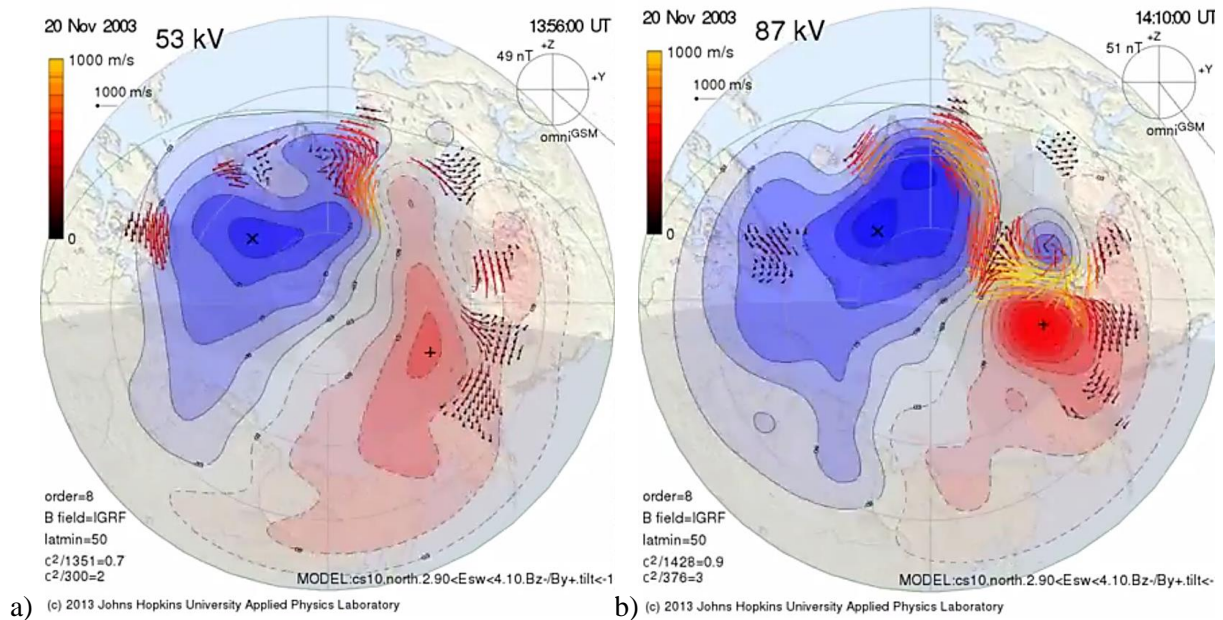 20 Nov 2003
53 kV
13:56:00 UT
1000 m/s
1000 m/s
0
49 nT
+Z
+Y
omniGSM
order=8
B field=IGRF
latmin=50
c²/1351=0.7
c²/300=2
MODEL:cs10.north.2.90<Esw<4.10.Bz-/By+.tilt<-1
a) (c) 2013 Johns Hopkins University Applied Physics Laboratory
20 Nov 2003
87 kV
14:10:00 UT
1000 m/s
1000 m/s
0
51 nT
+Z
+Y
omniGSM
order=8
B field=IGRF
latmin=50
c²/1428=0.9
c²/376=3
MODEL:cs10.north.2.90<Esw<4.10.Bz-/By+.tilt<-
b) (c) 2013 Johns Hopkins University Applied Physics Laboratory